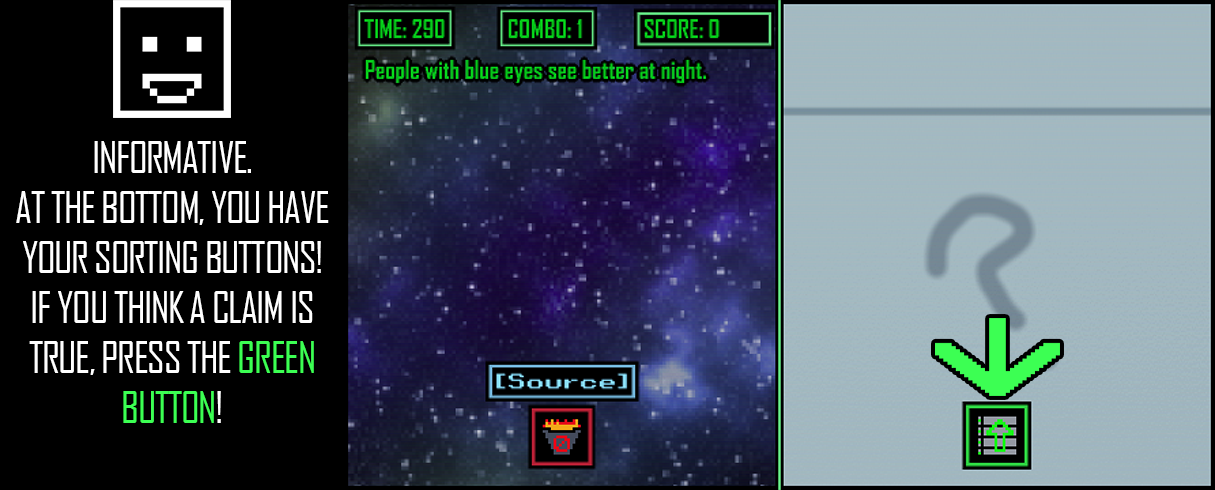 INFORMATIVE.
AT THE BOTTOM, YOU HAVE
YOUR SORTING BUTTONS!
IF YOU THINK A CLAIM IS
TRUE, PRESS THE GREEN
BUTTON!
TIME: 290
COMBO: 1
SCORE: 0
People with blue eyes see better at night.
[Source]